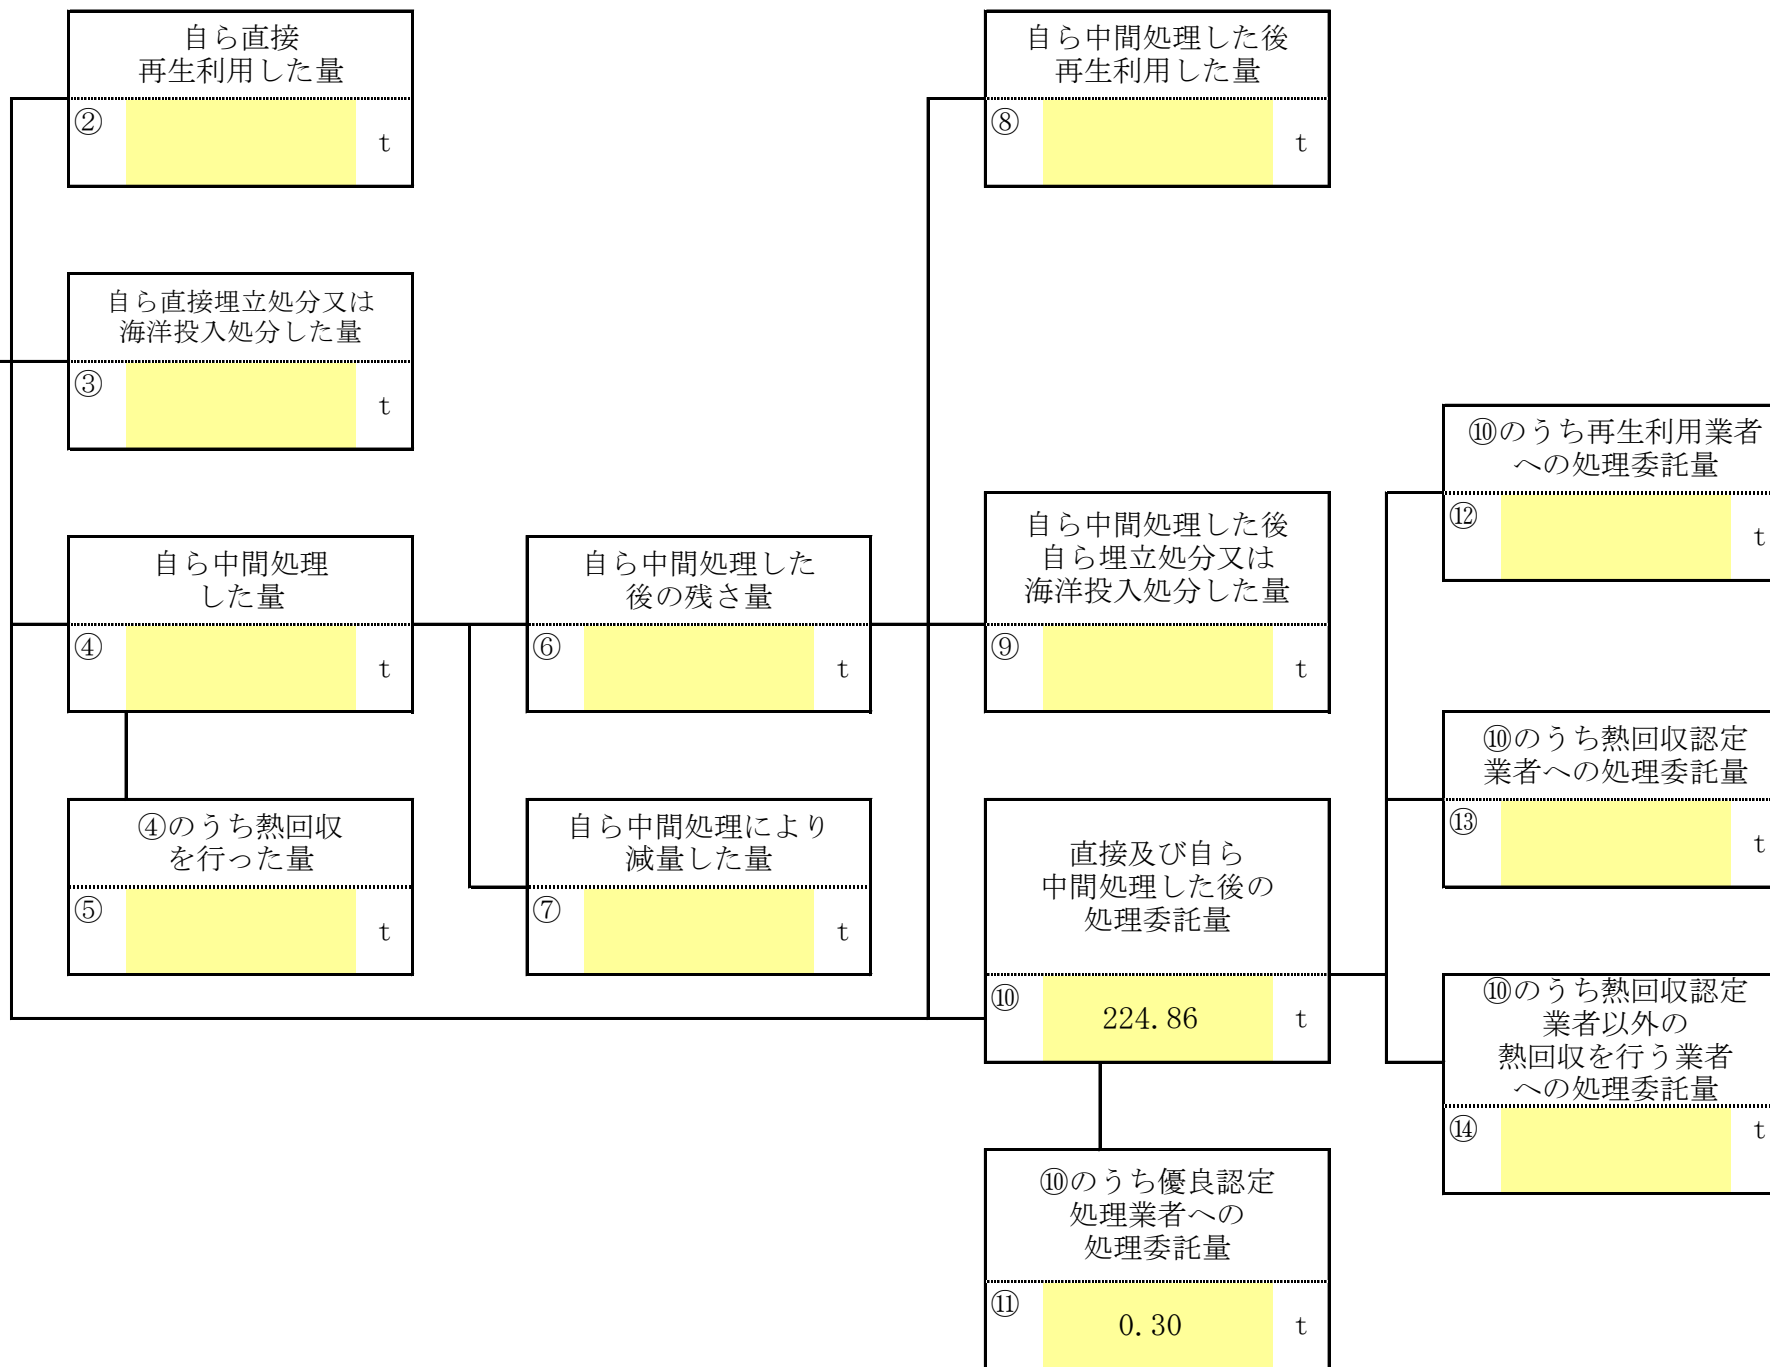 自ら直接
再生利用した量
②
t
自ら中間処理した後
再生利用した量
⑧
t
自ら直接埋立処分又は
海洋投入処分した量
③
t
⑩のうち再生利用業者
への処理委託量
⑫
t
自ら中間処理
した量
④
t
自ら中間処理した
後の残さ量
⑥
t
自ら中間処理した後
自ら埋立処分又は
海洋投入処分した量
⑨
t
⑩のうち熱回収認定
業者への処理委託量
⑬
t
④のうち熱回収
を行った量
⑤
t
自ら中間処理により
減量した量
⑦
t
直接及び自ら
中間処理した後の
処理委託量
⑩ 224.86 t
⑩のうち熱回収認定
業者以外の
熱回収を行う業者
への処理委託量
⑭
t
⑩のうち優良認定
処理業者への
処理委託量
⑪ 0.30 t